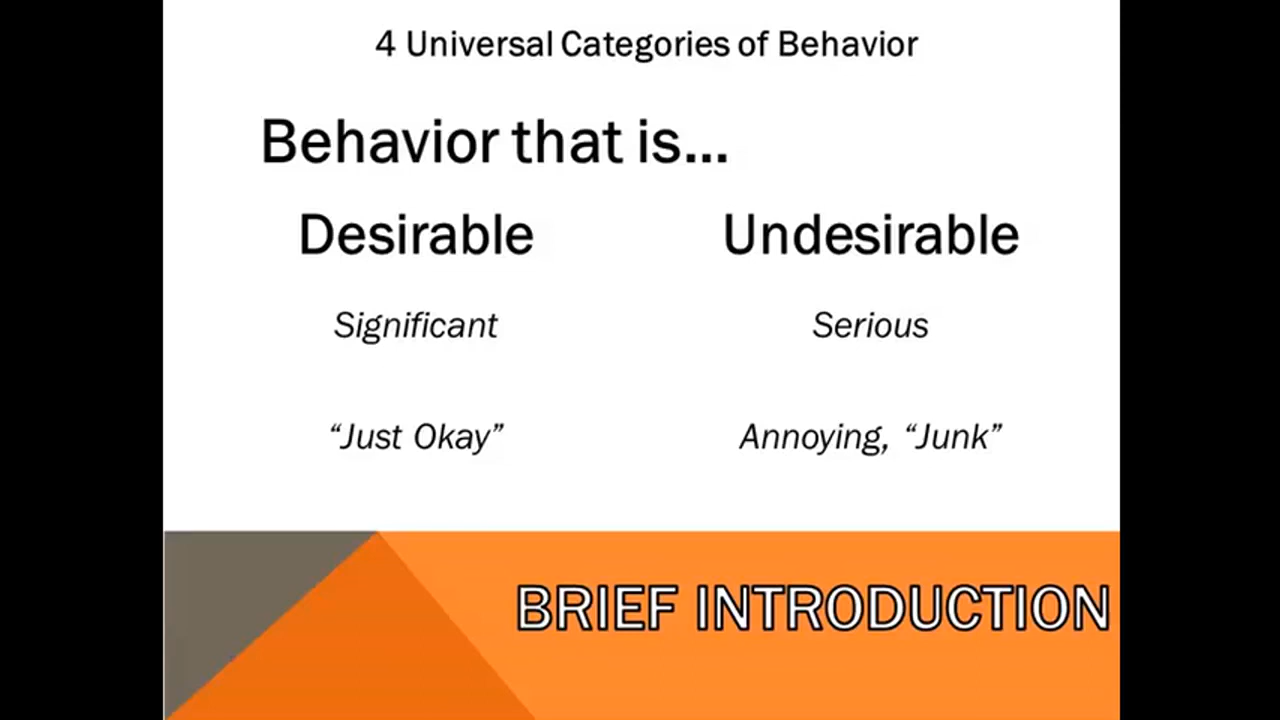 4 Universal Categories of Behavior
Behavior that is...
Desirable
Undesirable
Significant
Serious
“Just Okay”
Annoying, “Junk”
BRIEF INTRODUCTION